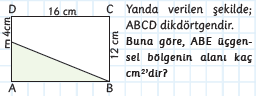 D 16 cm C
4cm
E
12 cm
A B
Yanda verilen şekilde;
ABCD dikdörtgendir.
Buna göre, ABE üçgen-
sel bölgenin alanı kaç
cm²'dir?